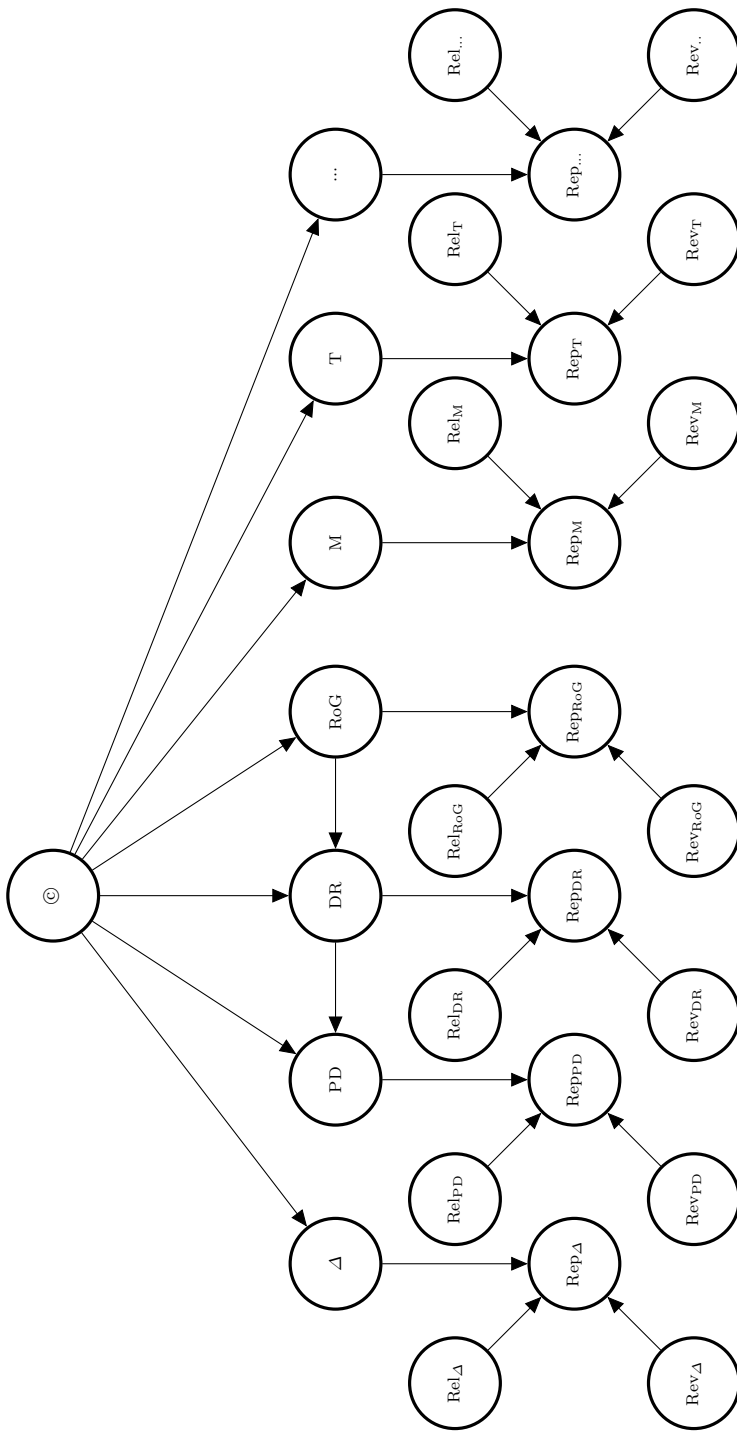 ©
Δ
PD
DR
RoG
M
T
...
Rel_Δ
Rel_PD
Rel_DR
Rel_RoG
Rel_M
Rel_T
Rel_...
Rep_Δ
Rep_PD
Rep_DR
Rep_RoG
Rep_M
Rep_T
Rep_...
Rev_Δ
Rev_PD
Rev_DR
Rev_RoG
Rev_M
Rev_T
Rev_..